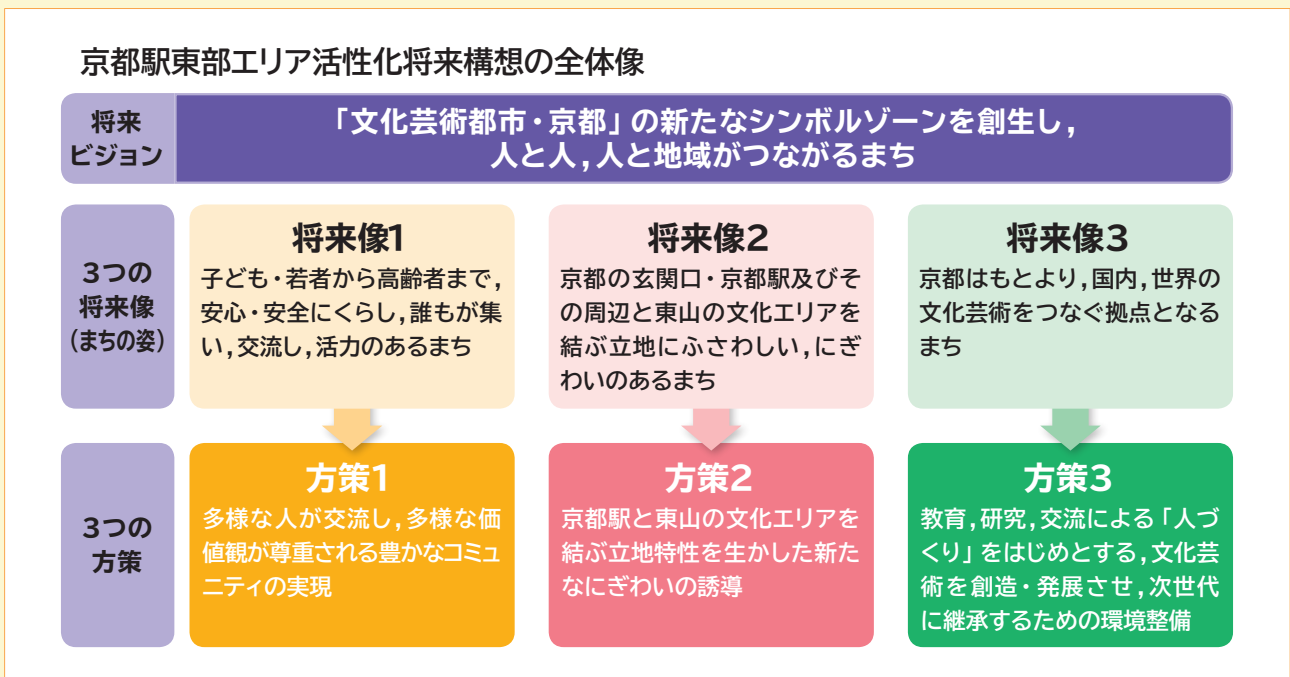 京都駅東部エリア活性化将来構想の全体像
将来
ビジョン
「文化芸術都市・京都」の新たなシンボルゾーンを創生し,
人と人,人と地域がつながるまち
3つの
将来像
(まちの姿)
将来像1
子ども・若者から高齢者まで,
安心・安全にくらし,誰もが集
い,交流し,活力のあるまち
将来像2
京都の玄関口・京都駅及びそ
の周辺と東山の文化エリアを
結ぶ立地にふさわしい,にぎ
わいのあるまち
将来像3
京都はもとより,国内,世界の
文化芸術をつなぐ拠点となる
まち
3つの
方策
方策1
多様な人が交流し,多様な価
値観が尊重される豊かなコミュ
ニティの実現
方策2
京都駅と東山の文化エリアを
結ぶ立地特性を生かした新た
なにぎわいの誘導
方策3
教育,研究,交流による「人づ
くり」をはじめとする,文化芸
術を創造・発展させ,次世代
に継承するための環境整備